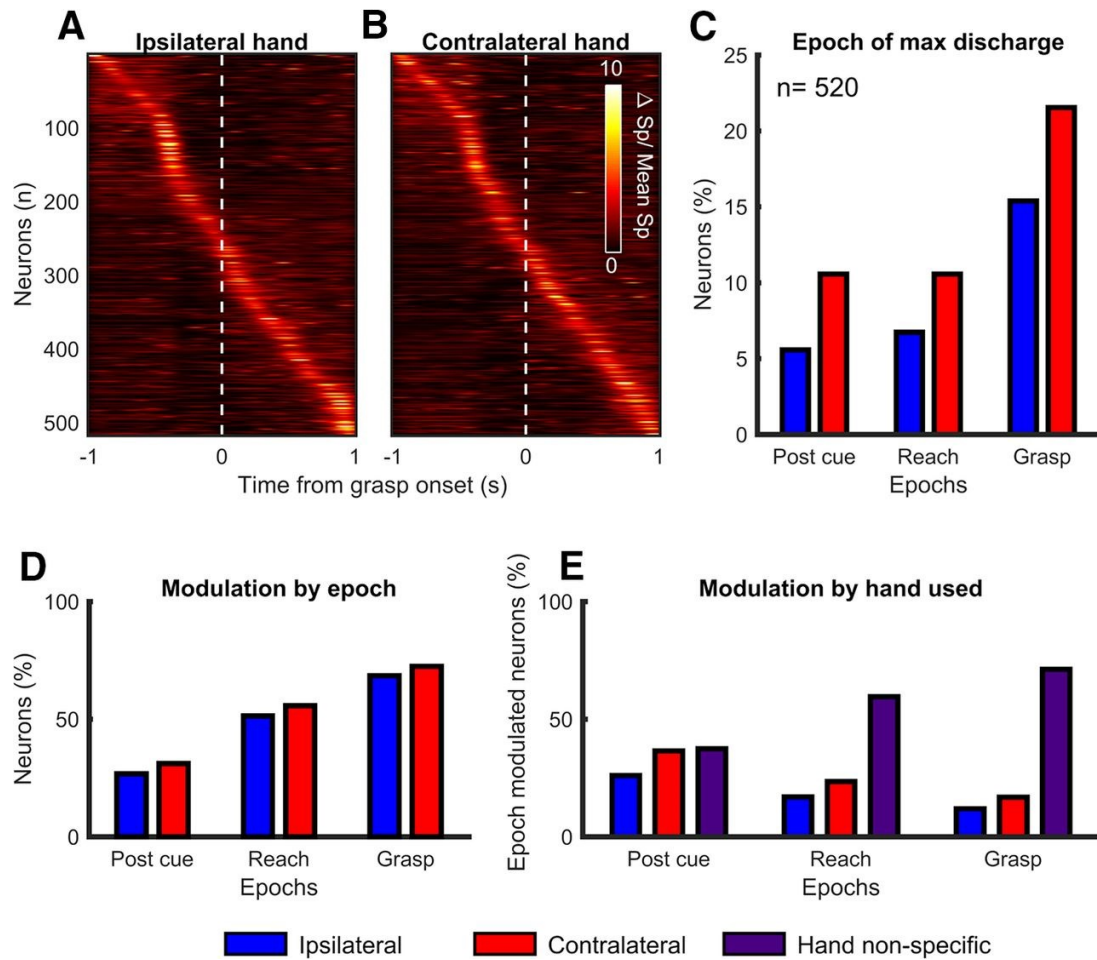 A
Ipsilateral hand
B
Contralateral hand
Neurons (n)
100
200
300
400
500
-1
0
1
-1
0
1
Time from grasp onset (s)
10
0
Δ Sp/ Mean Sp
C
Epoch of max discharge
n= 520
Neurons (%)
25
20
15
10
5
0
Post cue
Reach
Grasp
Epochs
D
Modulation by epoch
Neurons (%)
100
50
0
Post cue
Reach
Grasp
Epochs
E
Modulation by hand used
Epoch modulated neurons (%)
100
50
0
Post cue
Reach
Grasp
Epochs
Ipsilateral
Contralateral
Hand non-specific